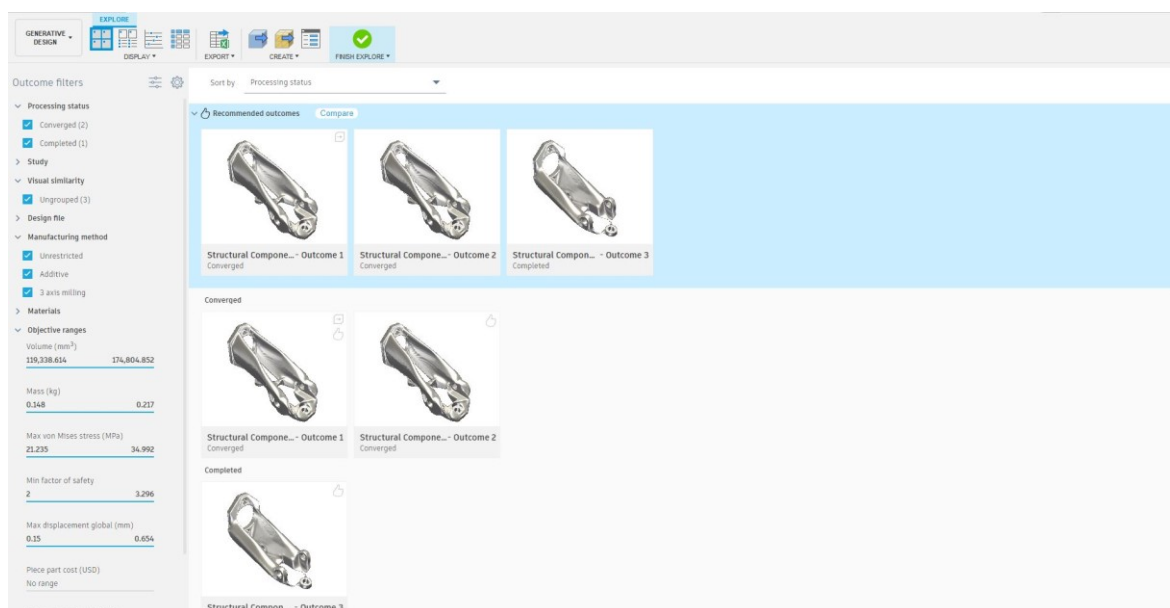 EXPLORE
GENERATIVE DESIGN
DISPLAY
EXPORT
CREATE
FINISH EXPLORE
Outcome filters
Processing status
Converged (2)
Completed (1)
Study
Visual similarity
Ungrouped (3)
Design file
Manufacturing method
Unrestricted
Additive
3 axis milling
Materials
Objective ranges
Volume (mm³)
119,338.614 174,804.852
Mass (kg)
0.148 0.217
Max von Mises stress (MPa)
21.235 34.992
Min factor of safety
2 3.296
Max displacement global (mm)
0.15 0.654
Piece part cost (USD)
No range
Sort by Processing status
Recommended outcomes Compare
Structural Compone...- Outcome 1
Converged
Structural Compone...- Outcome 2
Converged
Structural Compon... - Outcome 3
Completed
Converged
Structural Compone...- Outcome 1
Converged
Structural Compone...- Outcome 2
Converged
Completed
Structural Compon... - Outcome 3